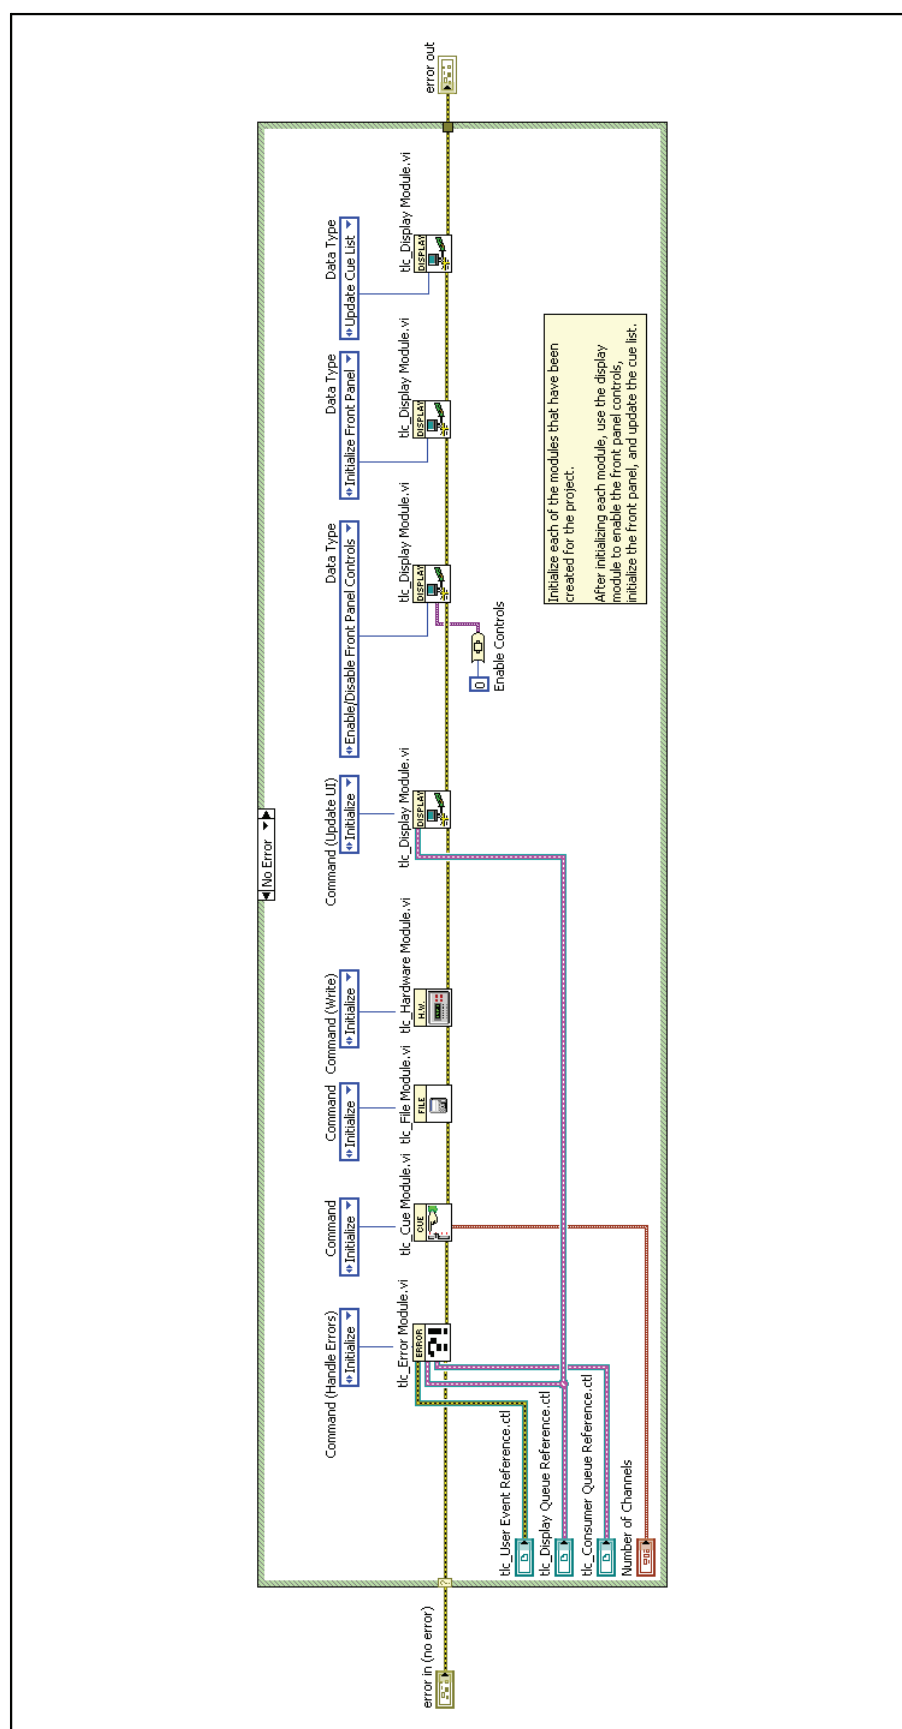 error in (no error)
No Error
Command (Handle Errors)
Initialize
tlc_Error Module.vi
ERROR
Command
Initialize
tlc_Cue Module.vi
CUE
Command
Initialize
tlc_File Module.vi
FILE
Command (Write)
Initialize
tlc_Hardware Module.vi
H.W.
Command (Update UI)
Initialize
tlc_Display Module.vi
DISPLAY
Data Type
Enable/Disable Front Panel Controls
tlc_Display Module.vi
DISPLAY
0
Enable Controls
Data Type
Initialize Front Panel
tlc_Display Module.vi
DISPLAY
Data Type
Update Cue List
tlc_Display Module.vi
DISPLAY
error out
tlc_User Event Reference.ctl
tlc_Display Queue Reference.ctl
tlc_Consumer Queue Reference.ctl
Number of Channels
Initialize each of the modules that have been
created for the project.
After initializing each module, use the display
module to enable the front panel controls,
initialize the front panel, and update the cue list.